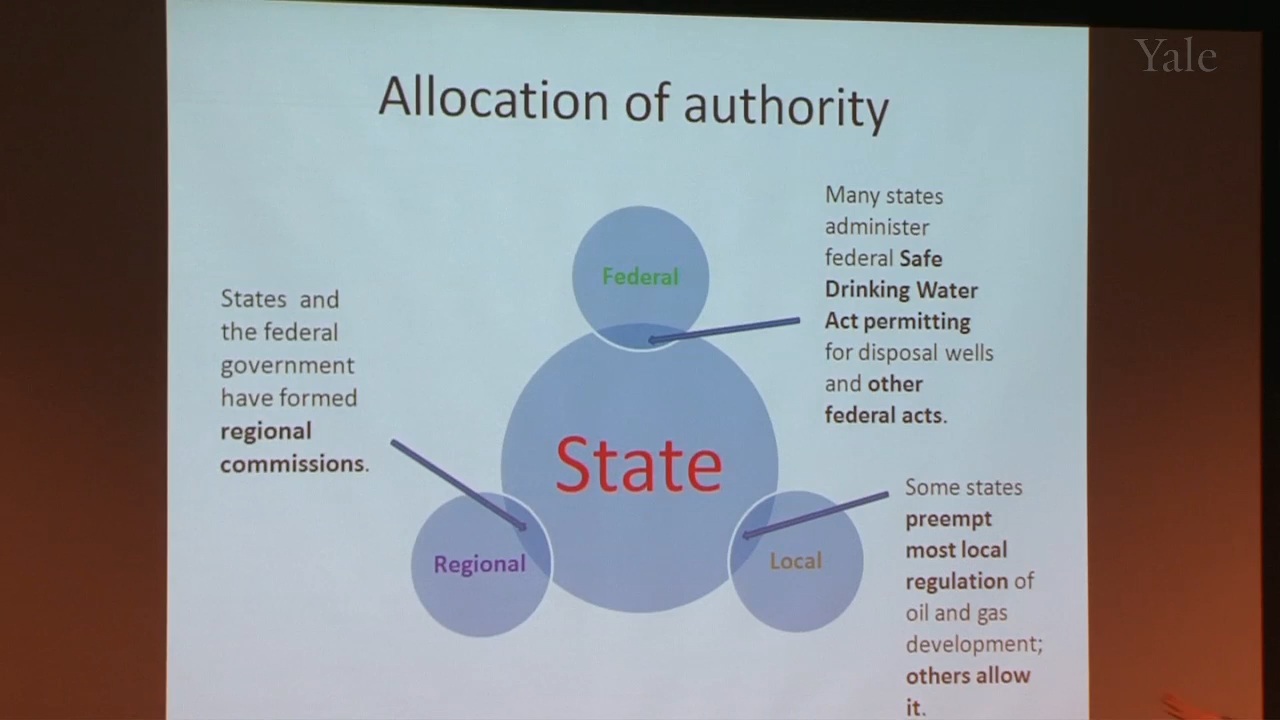 Yale
Allocation of authority
Many states
administer
federal Safe
Drinking Water
Act permitting
for disposal wells
and other
federal acts.
Federal
States and
the federal
government
have formed
regional
commissions.
State
Regional
Local
Some states
preempt
most local
regulation of
oil and gas
development;
others allow
it.